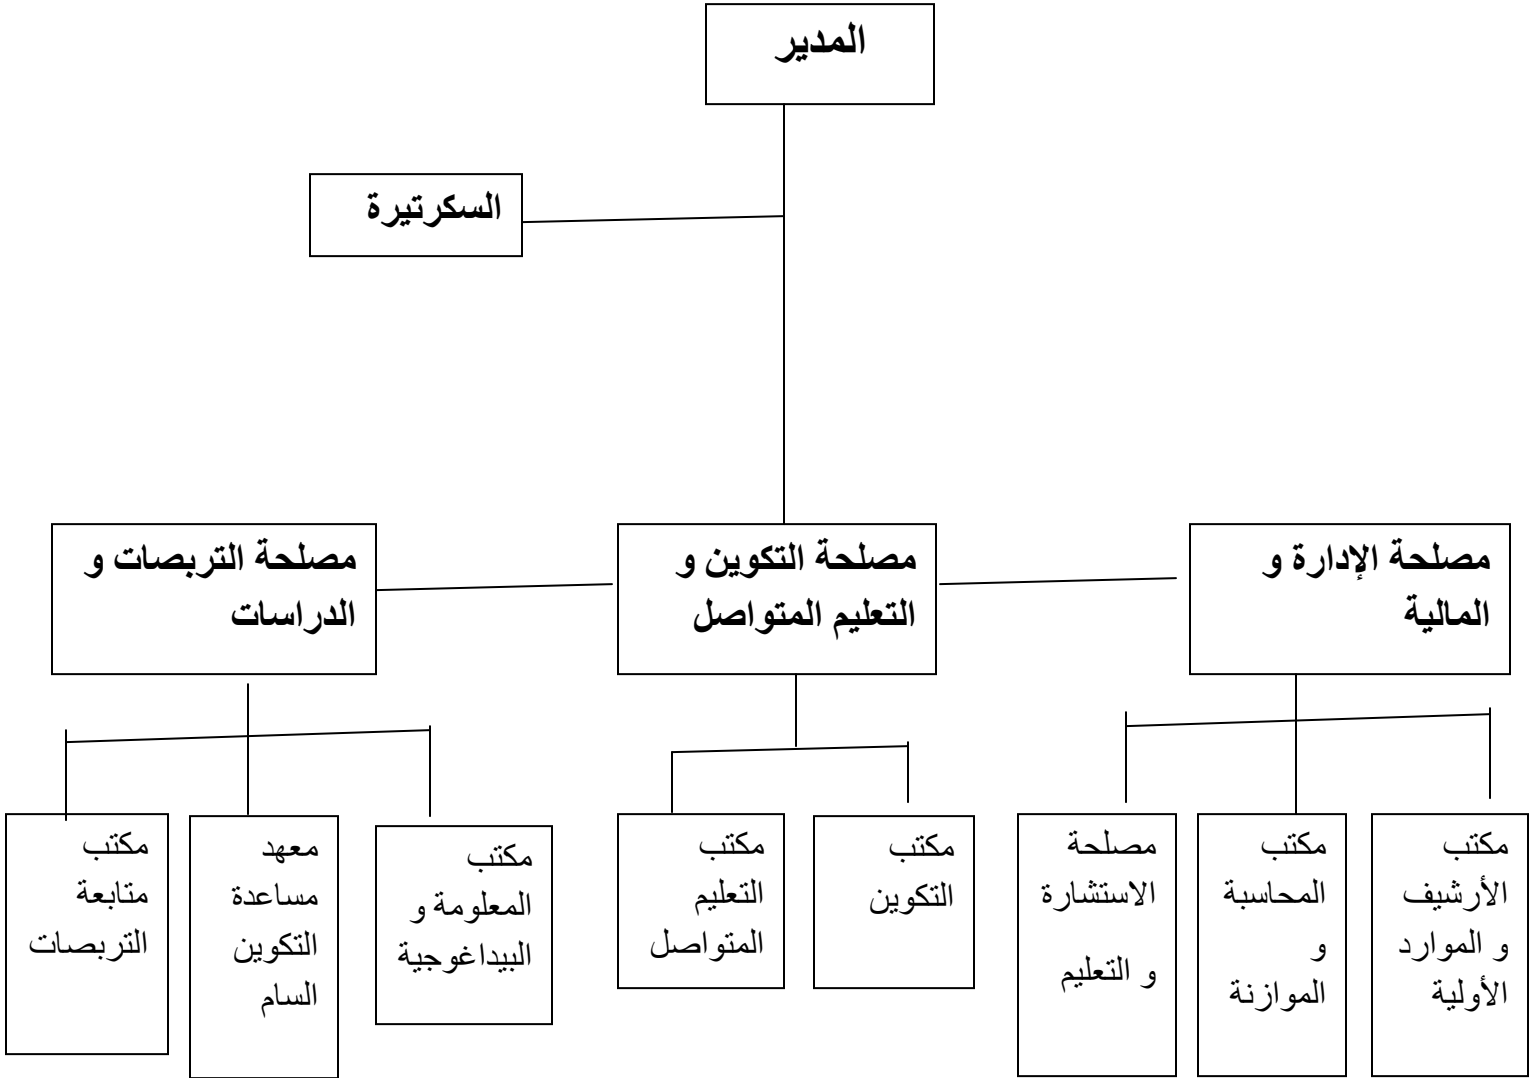 المدير
السكرتيرة
مصلحة الإدارة و
المالية
مصلحة التكوين و
التعليم المتواصل
مصلحة التربصات و
الدراسات
مكتب
الأرشيف
و الموارد
الأولية
مكتب
المحاسبة
و
الموازنة
مصلحة
الاستشارة
و التعليم
مكتب
التكوين
مكتب
التعليم
المتواصل
مكتب
المعلومة و
البيداغوجية
معهد
مساعدة
التكوين
السام
مكتب
متابعة
التربصات